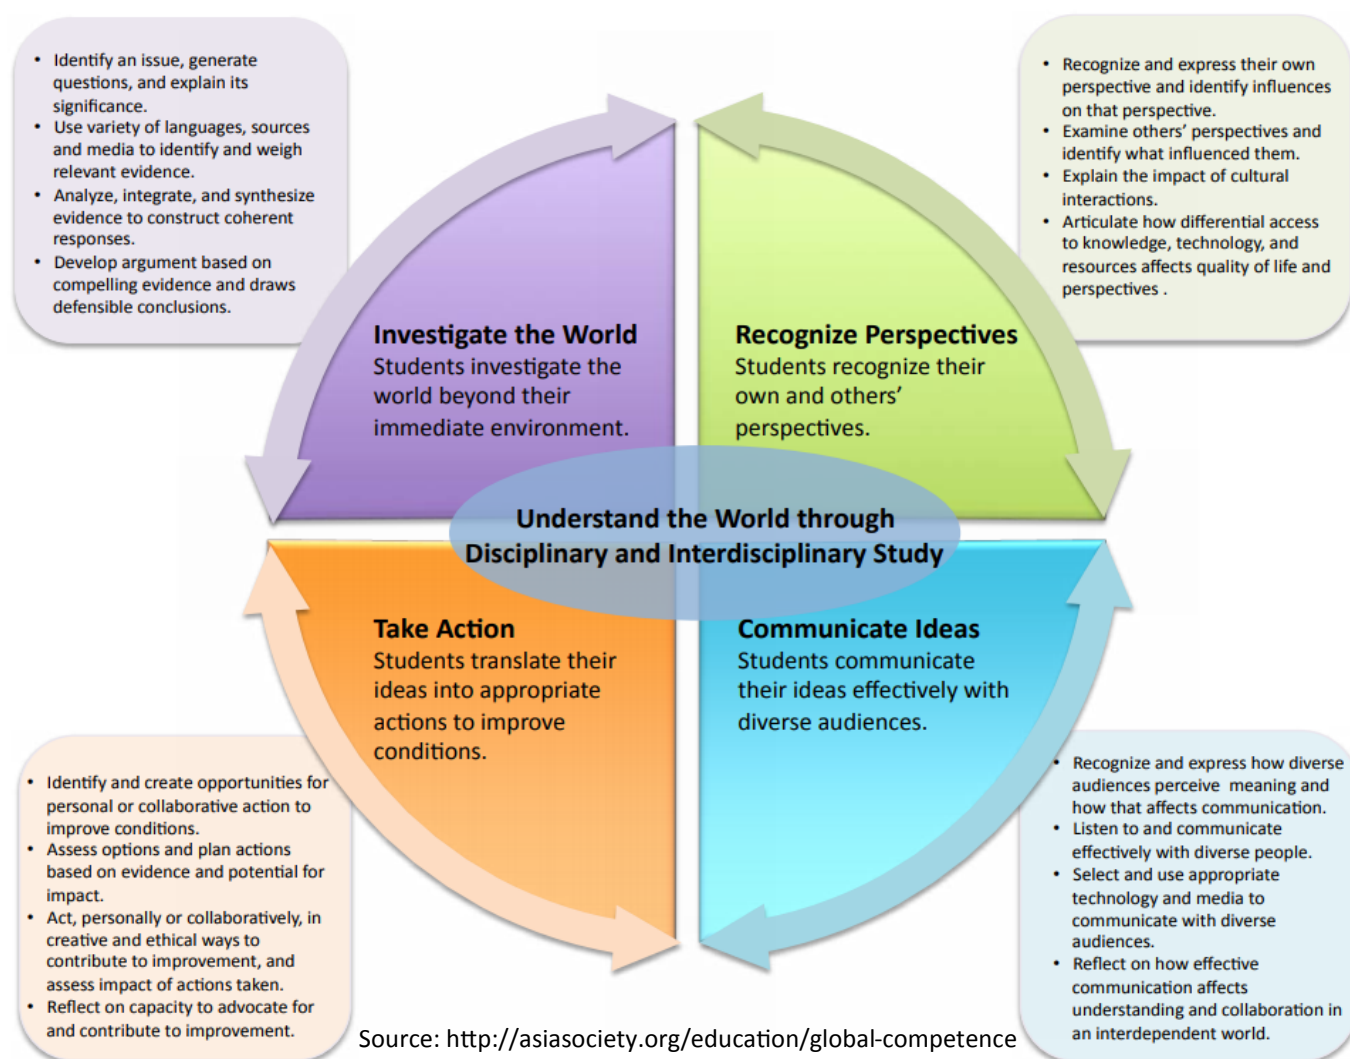 • Identify an issue, generate
questions, and explain its
significance.
• Use variety of languages, sources
and media to identify and weigh
relevant evidence.
• Analyze, integrate, and synthesize
evidence to construct coherent
responses.
• Develop argument based on
compelling evidence and draws
defensible conclusions.
• Recognize and express their own
perspective and identify influences
on that perspective.
• Examine others’ perspectives and
identify what influenced them.
• Explain the impact of cultural
interactions.
• Articulate how differential access
to knowledge, technology, and
resources affects quality of life and
perspectives .
Investigate the World
Students investigate the
world beyond their
immediate environment.
Recognize Perspectives
Students recognize their
own and others’
perspectives.
Understand the World through
Disciplinary and Interdisciplinary Study
Take Action
Students translate their
ideas into appropriate
actions to improve
conditions.
Communicate Ideas
Students communicate
their ideas effectively with
diverse audiences.
• Identify and create opportunities for
personal or collaborative action to
improve conditions.
• Assess options and plan actions
based on evidence and potential for
impact.
• Act, personally or collaboratively, in
creative and ethical ways to
contribute to improvement, and
assess impact of actions taken.
• Reflect on capacity to advocate for
and contribute to improvement.
• Recognize and express how diverse
audiences perceive  meaning and
how that affects communication.
• Listen to and communicate
effectively with diverse people.
• Select and use appropriate
technology and media to
communicate with diverse
audiences.
• Reflect on how effective
communication affects
understanding and collaboration in
an interdependent world.
Source: http://asiasociety.org/education/global-competence